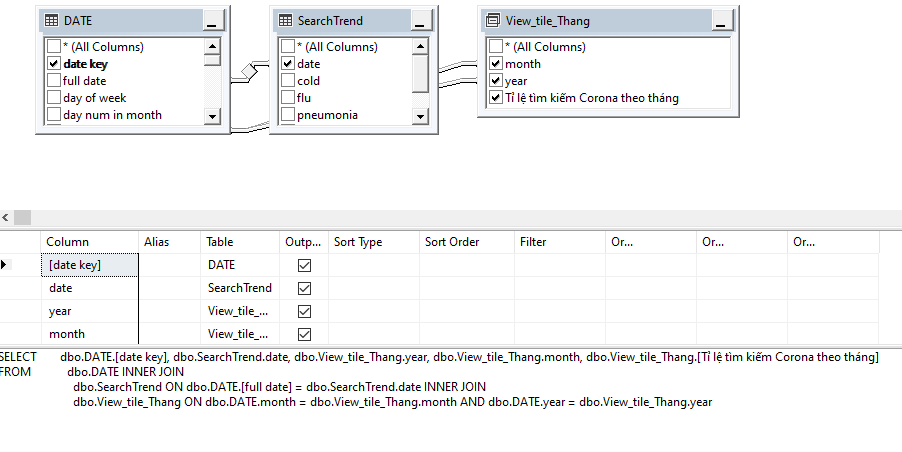 DATE
* (All Columns)
date key
full date
day of week
day num in month
SearchTrend
* (All Columns)
date
cold
flu
pneumonia
View_tile_Thang
* (All Columns)
month
year
Tỉ lệ tìm kiếm Corona theo tháng
Column Alias Table Outp... Sort Type Sort Order Filter Or... Or... Or...
[date key] DATE
date SearchTrend
year View_tile_...
month View_tile_...
SELECT dbo.DATE.[date key], dbo.SearchTrend.date, dbo.View_tile_Thang.year, dbo.View_tile_Thang.month, dbo.View_tile_Thang.[Tỉ lệ tìm kiếm Corona theo tháng]
FROM dbo.DATE INNER JOIN
dbo.SearchTrend ON dbo.DATE.[full date] = dbo.SearchTrend.date INNER JOIN
dbo.View_tile_Thang ON dbo.DATE.month = dbo.View_tile_Thang.month AND dbo.DATE.year = dbo.View_tile_Thang.year